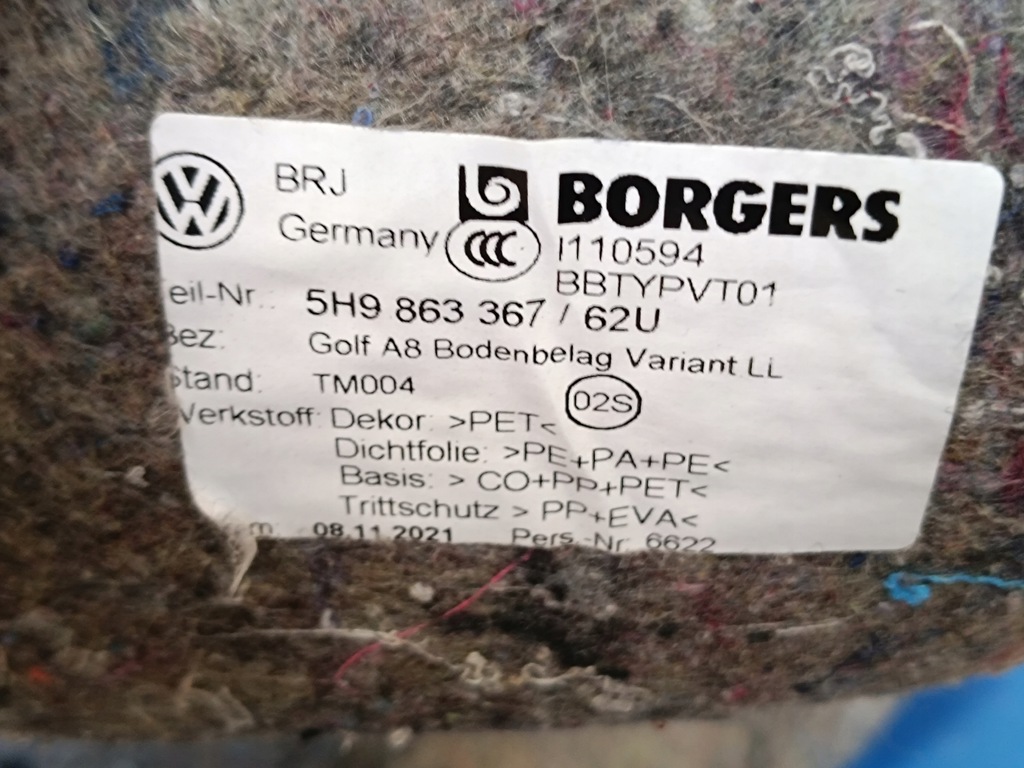 BRJ
BORGERS
Germany
CCC
I110594
BBTYPVT01
eil-Nr.: 5H9 863 367 / 62U
Bez: Golf A8 Bodenbelag Variant LL
Stand: TM004
02S
Werkstoff: Dekor: >PET<
Dichtfolie: >PE+PA+PE<
Basis: > CO+PP+PET<
Trittschutz > PP+EVA<
m: 08.11.2021 Pers.-Nr. 6622